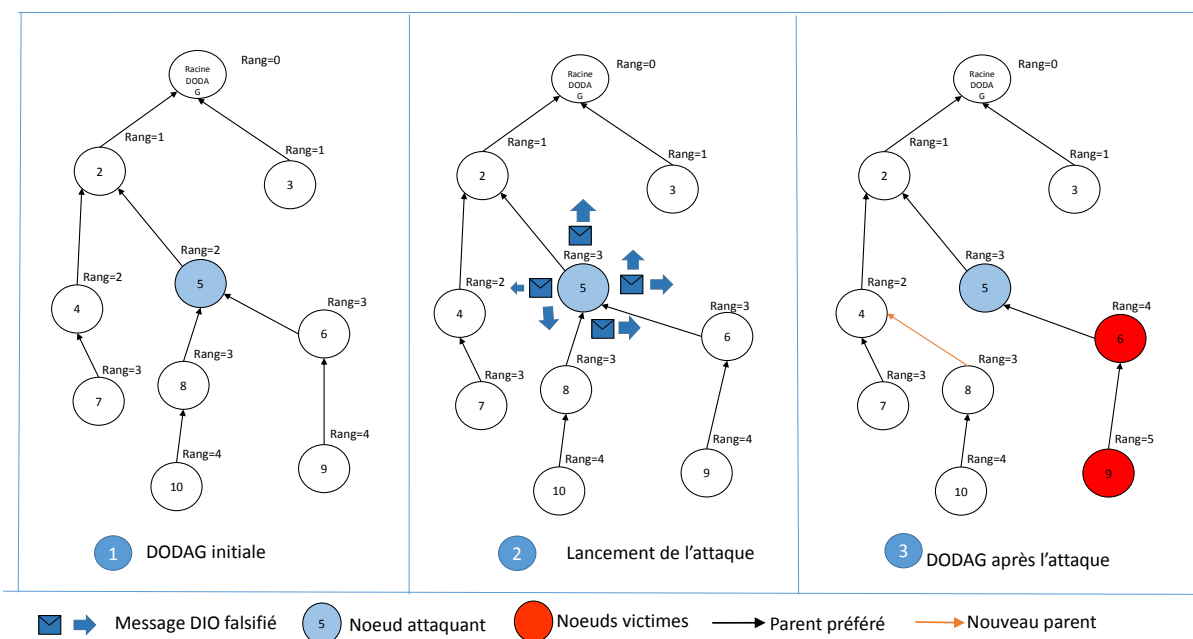 Racine
DODA
G
Rang=0
Rang=1
Rang=1
2
3
Rang=2
Rang=2
5
4
Rang=3
6
Rang=3
Rang=3
8
7
Rang=4
Rang=4
9
10
1
DODAG initiale
Racine
DODA
G
Rang=0
Rang=1
Rang=1
2
3
Rang=3
Rang=2
5
4
Rang=3
6
Rang=3
Rang=3
8
7
Rang=4
Rang=4
9
10
2
Lancement de l’attaque
Racine
DODA
G
Rang=0
Rang=1
Rang=1
2
3
Rang=3
Rang=2
5
4
Rang=4
6
Rang=3
Rang=3
8
7
Rang=5
Rang=4
9
10
3
DODAG après l’attaque
Message DIO falsifié
5
Noeud attaquant
Noeuds victimes
Parent préféré
Nouveau parent